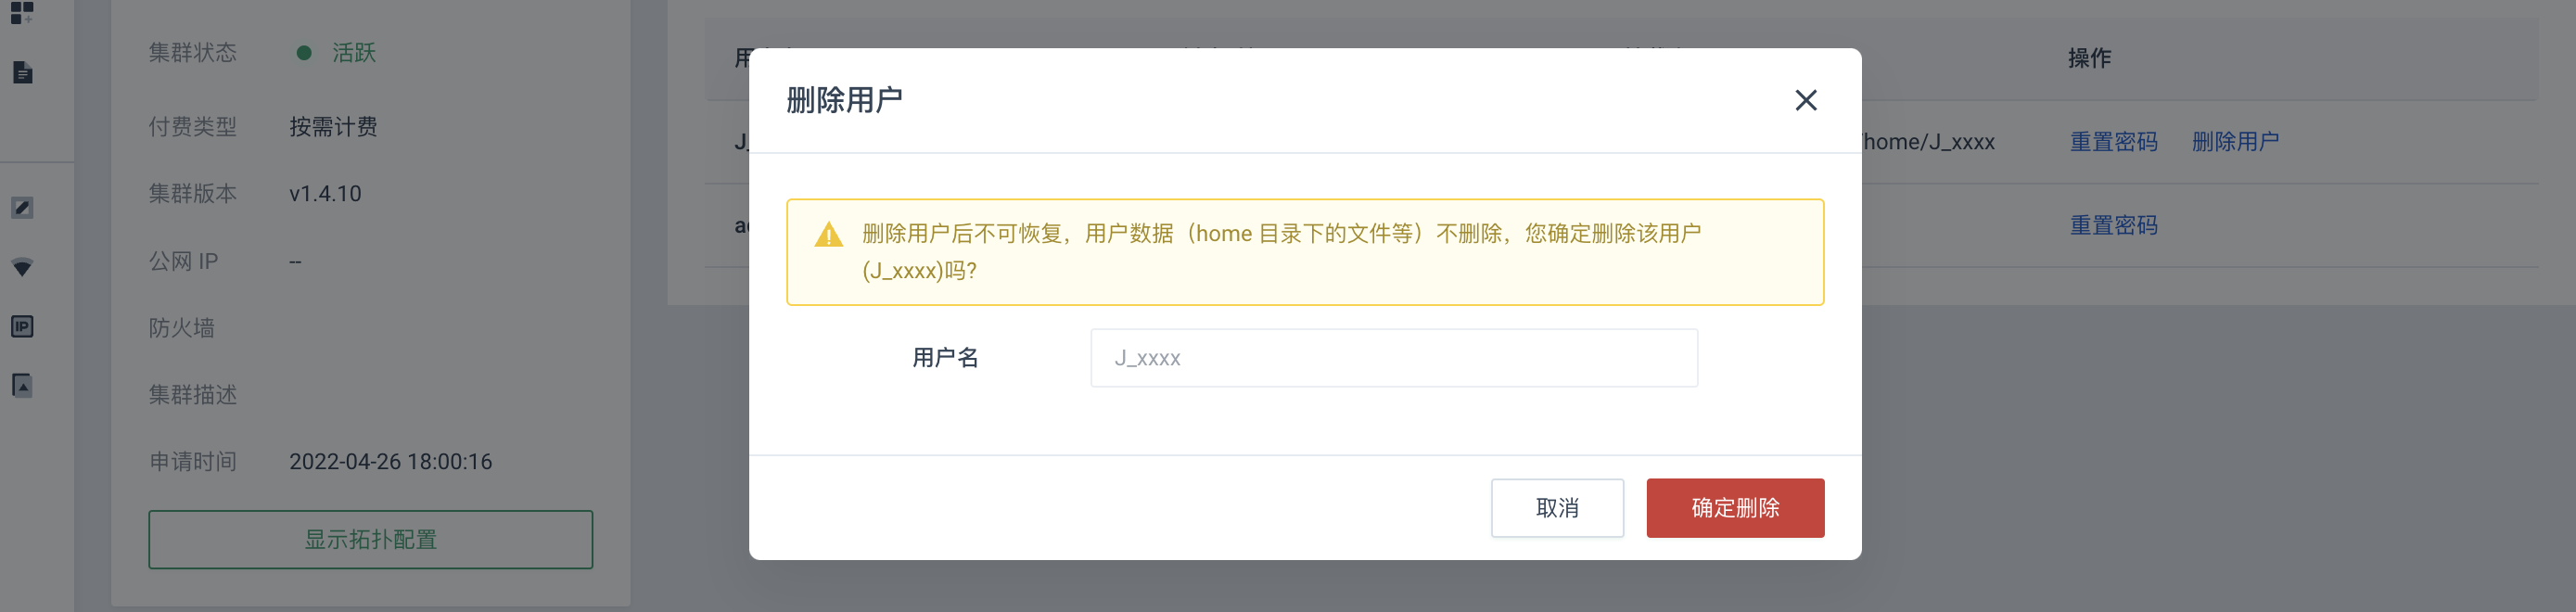 集群状态 活跃
付费类型 按需计费
集群版本 v1.4.10
公网 IP --
防火墙
集群描述
申请时间 2022-04-26 18:00:16
显示拓扑配置
操作
home/J_xxxx 重置密码 删除用户
重置密码
删除用户
删除用户后不可恢复，用户数据（home 目录下的文件等）不删除，您确定删除该用户
(J_xxxx)吗?
用户名 J_xxxx
取消 确定删除
IP